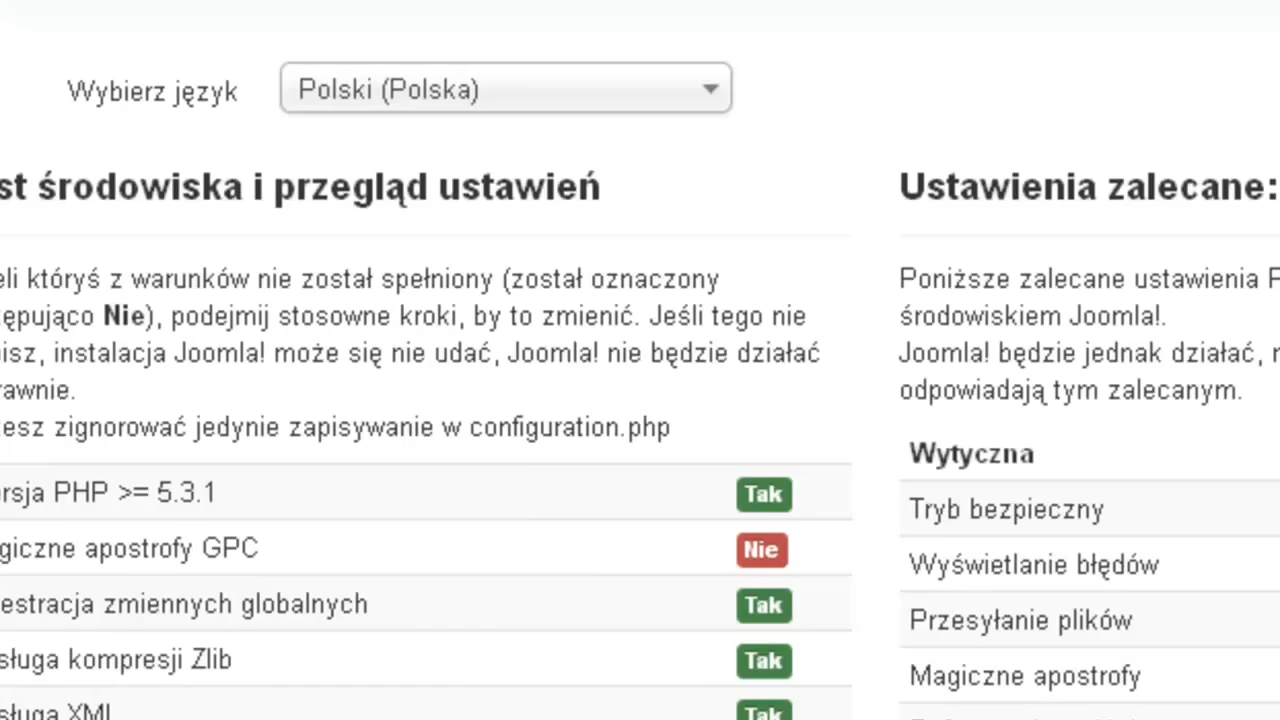 Wybierz język
Polski (Polska)
st środowiska i przegląd ustawień
eli któryś z warunków nie został spełniony (został oznaczony
ępująco Nie), podejmij stosowne kroki, by to zmienić. Jeśli tego nie
isz, instalacja Joomla! może się nie udać, Joomla! nie będzie działać
rawnie.
esz zignorować jedynie zapisywanie w configuration.php
rsja PHP >= 5.3.1 Tak
giczne apostrofy GPC Nie
estracja zmiennych globalnych Tak
sługa kompresji Zlib Tak
sługa XML Tak
Ustawienia zalecane:
Poniższe zalecane ustawienia P
środowiskiem Joomla!.
Joomla! będzie jednak działać, n
odpowiadają tym zalecanym.
Wytyczna
Tryb bezpieczny
Wyświetlanie błędów
Przesyłanie plików
Magiczne apostrofy